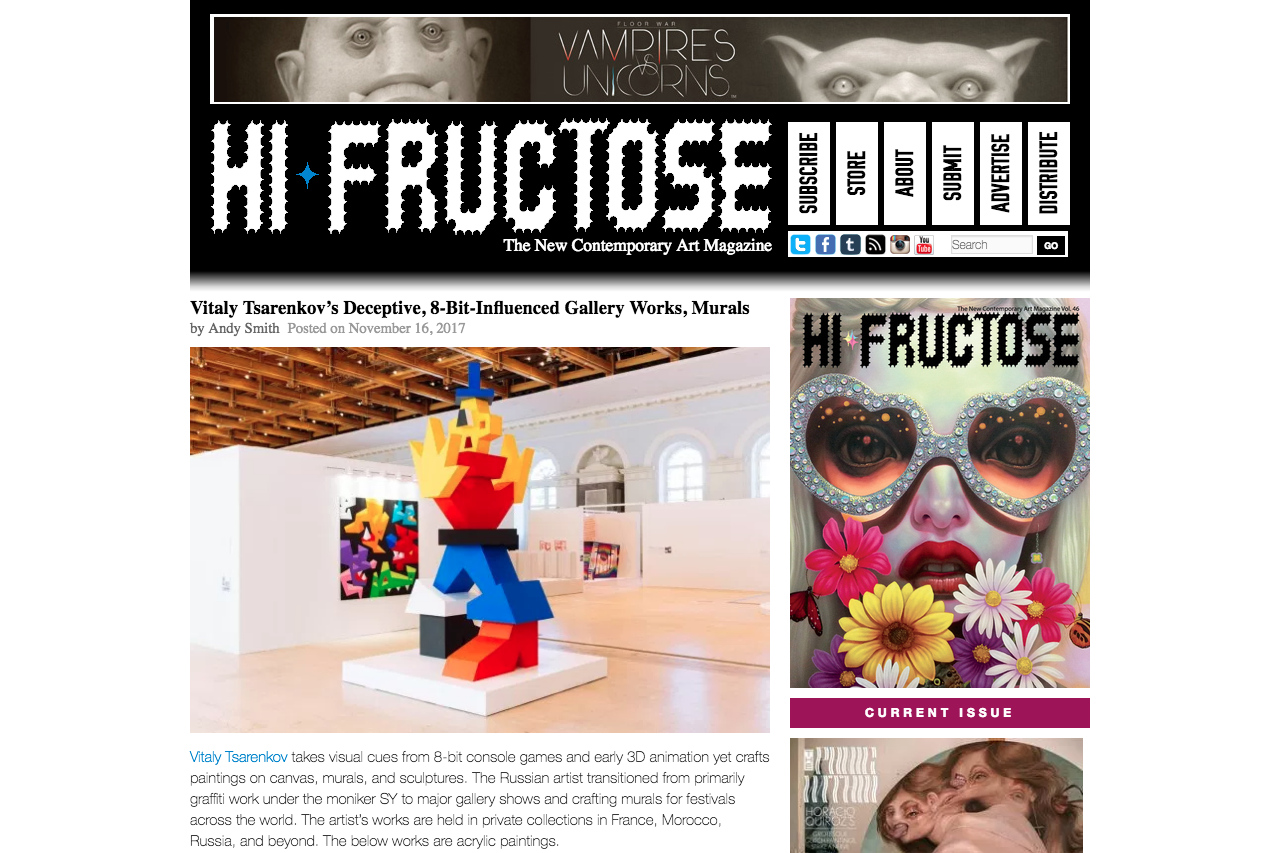 FLOOR WAR
VAMPIRES
VS
UNICORNS
TM
HI FRUCTOSE
The New Contemporary Art Magazine
SUBSCRIBE
STORE
ABOUT
SUBMIT
ADVERTISE
DISTRIBUTE
You
Tube
Search
GO
Vitaly Tsarenkov’s Deceptive, 8-Bit-Influenced Gallery Works, Murals
by Andy Smith Posted on November 16, 2017
The New Contemporary Art Magazine Vol. 46
HI FRUCTOSE
CURRENT ISSUE
HORACIO
QUIROZ'S
Vitaly Tsarenkov takes visual cues from 8-bit console games and early 3D animation yet crafts
paintings on canvas, murals, and sculptures. The Russian artist transitioned from primarily
graffiti work under the moniker SY to major gallery shows and crafting murals for festivals
across the world. The artist’s works are held in private collections in France, Morocco,
Russia, and beyond. The below works are acrylic paintings.